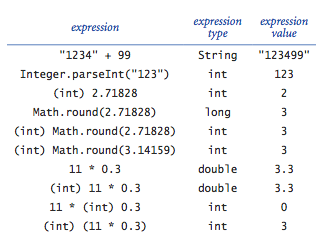 expression expression type expression value
"1234" + 99 String "123499"
Integer.parseInt("123") int 123
(int) 2.71828 int 2
Math.round(2.71828) long 3
(int) Math.round(2.71828) int 3
(int) Math.round(3.14159) int 3
11 * 0.3 double 3.3
(int) 11 * 0.3 double 3.3
11 * (int) 0.3 int 0
(int) (11 * 0.3) int 3